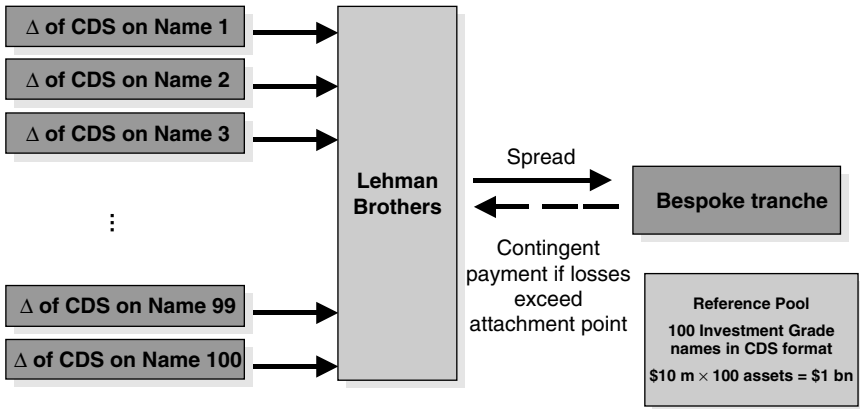 Δ of CDS on Name 1
Δ of CDS on Name 2
Δ of CDS on Name 3
⋮
Δ of CDS on Name 99
Δ of CDS on Name 100
Lehman
Brothers
Spread
Contingent
payment if losses
exceed
attachment point
Bespoke tranche
Reference Pool
100 Investment Grade
names in CDS format
$10 m × 100 assets = $1 bn